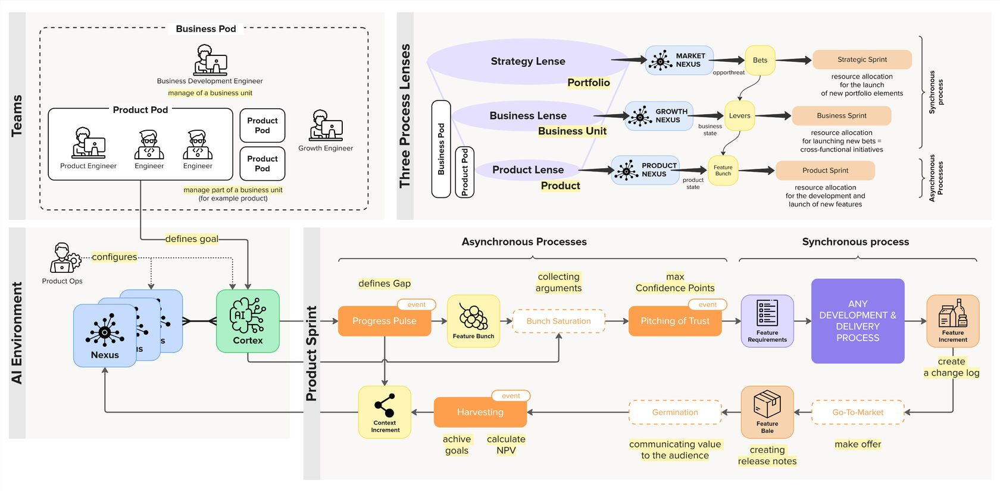 Teams
Business Pod
Business Development Engineer
manage of a business unit
Product Pod
Product Engineer
Engineer
Engineer
Product
Pod
Product
Pod
Growth Engineer
manage part of a business unit
(for example product)
Three Process Lenses
Strategy Lense
Portfolio
MARKET
NEXUS
opporthreat
Bets
Strategic Sprint
resource allocation
for the launch
of new portfolio elements
Business Pod
Product Pod
Business Lense
Business Unit
GROWTH
NEXUS
business
state
Levers
Business Sprint
resource allocation
for launching new bets =
cross-functional initiatives
Product Lense
Product
PRODUCT
NEXUS
product
state
Feature
Bunch
Product Sprint
resource allocation
for the development and
launch of new features
Synchronous
process
Asynchronous
Processes
AI Environment
defines goal
configures
Product Ops
Nexus
us
s
AI
Cortex
Product Sprint
Asynchronous Processes
Synchronous process
defines Gap
event
Progress Pulse
Feature Bunch
collecting
arguments
Bunch Saturation
max
Confidence Points
event
Pitching of Trust
Feature
Requirements
ANY
DEVELOPMENT &
DELIVERY
PROCESS
Feature
Increment
create
a change log
Context
Increment
event
Harvesting
achive
goals
calculate
NPV
Germination
communicating value
to the audience
Feature
Bale
creating
release notes
Go-To-Market
make offer